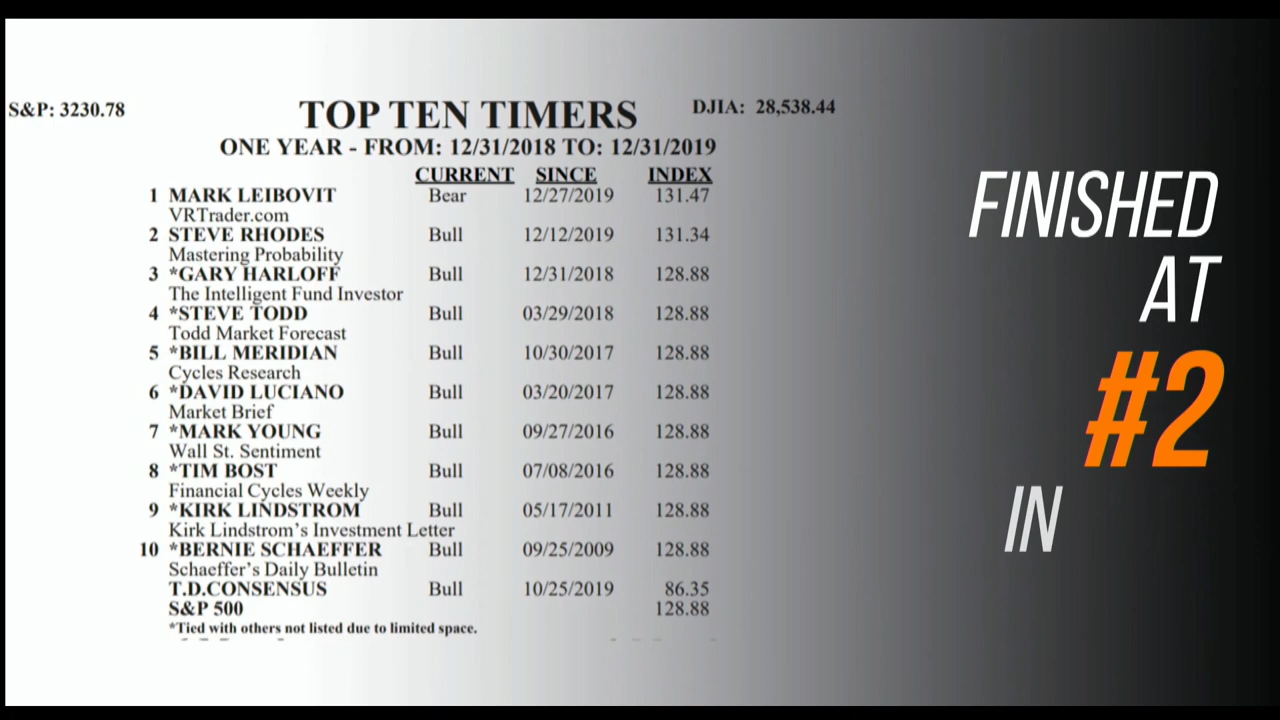 S&P: 3230.78
TOP TEN TIMERS
DJIA: 28,538.44
ONE YEAR - FROM: 12/31/2018 TO: 12/31/2019
CURRENT SINCE INDEX
1 MARK LEIBOVIT Bear 12/27/2019 131.47
VRTrader.com
2 STEVE RHODES Bull 12/12/2019 131.34
Mastering Probability
3 *GARY HARLOFF Bull 12/31/2018 128.88
The Intelligent Fund Investor
4 *STEVE TODD Bull 03/29/2018 128.88
Todd Market Forecast
5 *BILL MERIDIAN Bull 10/30/2017 128.88
Cycles Research
6 *DAVID LUCIANO Bull 03/20/2017 128.88
Market Brief
7 *MARK YOUNG Bull 09/27/2016 128.88
Wall St. Sentiment
8 *TIM BOST Bull 07/08/2016 128.88
Financial Cycles Weekly
9 *KIRK LINDSTROM Bull 05/17/2011 128.88
Kirk Lindstrom's Investment Letter
10 *BERNIE SCHAEFFER Bull 09/25/2009 128.88
Schaeffer's Daily Bulletin
T.D.CONSENSUS Bull 10/25/2019 86.35
S&P 500 128.88
*Tied with others not listed due to limited space.
FINISHED
AT
#2
IN